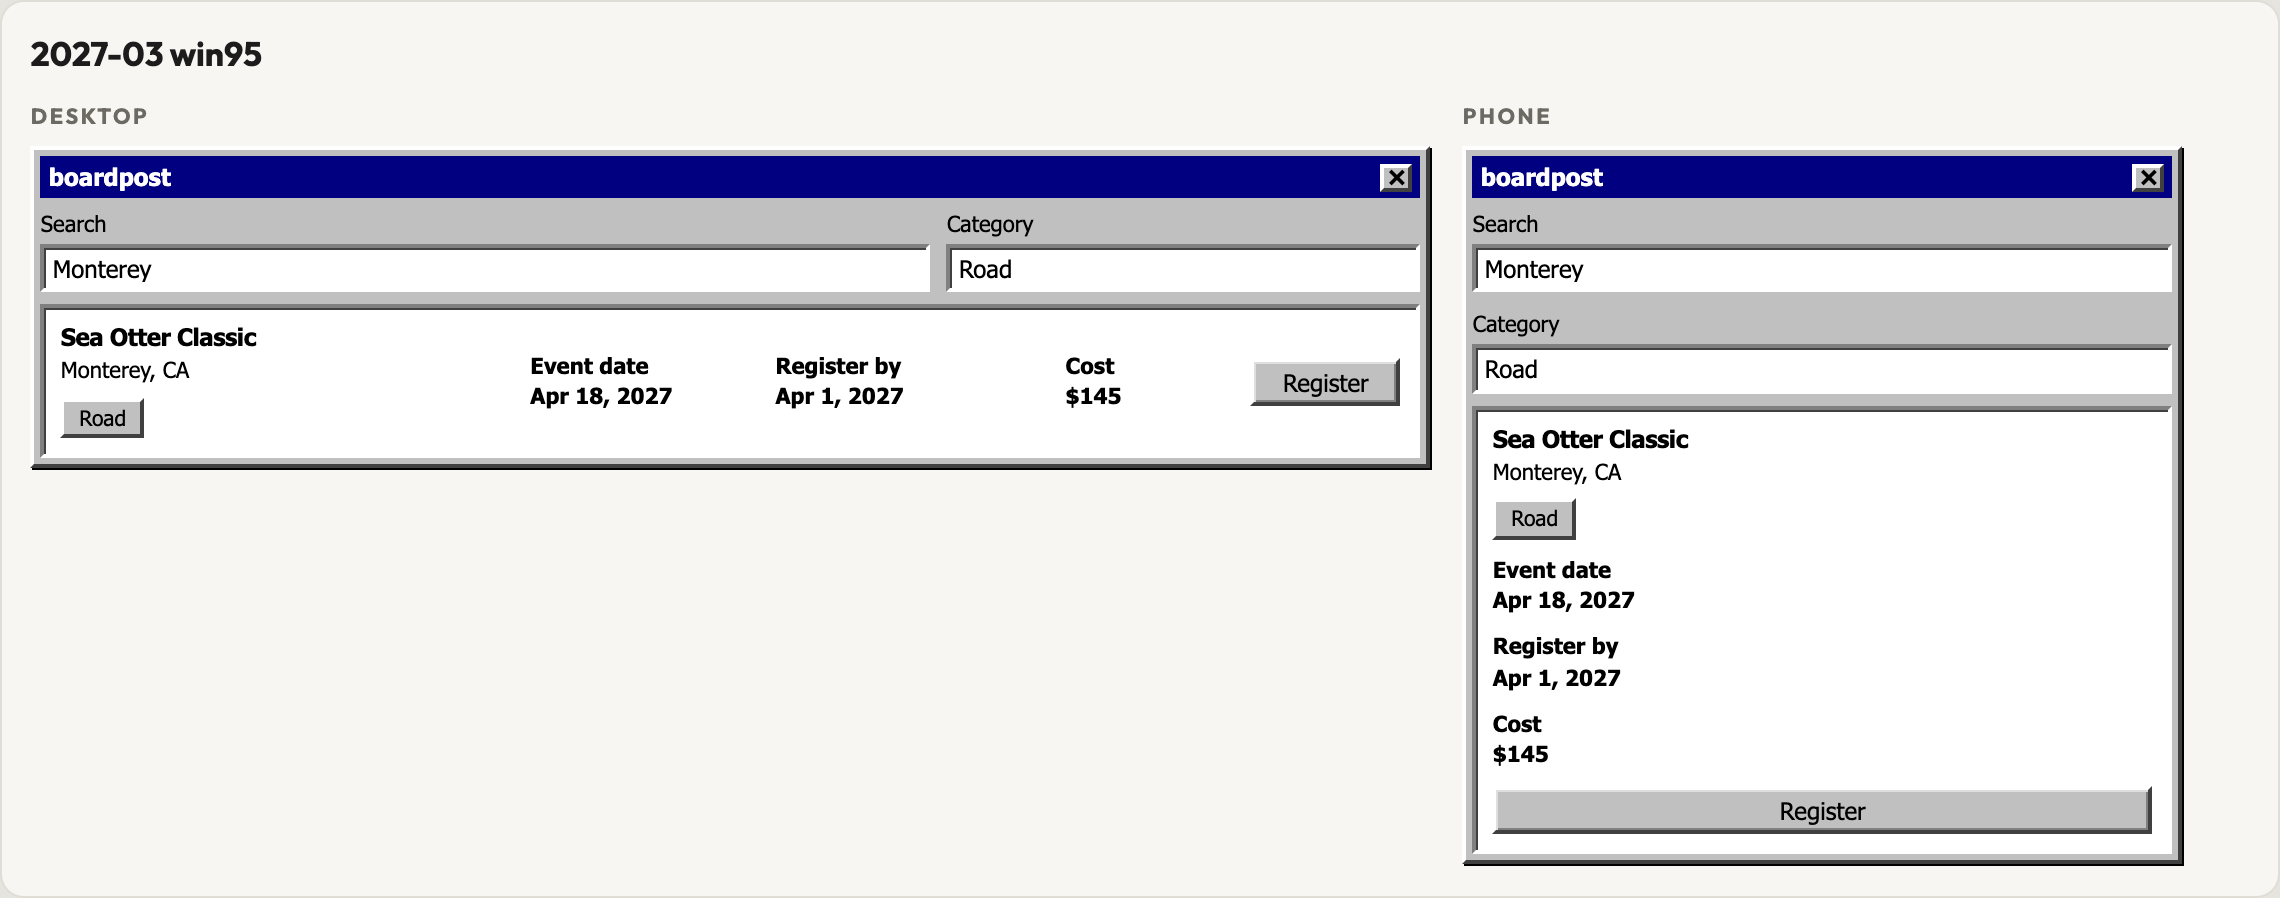 2027-03 win95
DESKTOP
boardpost
Search
Category
Monterey
Road
Sea Otter Classic
Monterey, CA
Road
Event date
Apr 18, 2027
Register by
Apr 1, 2027
Cost
$145
Register
PHONE
boardpost
Search
Monterey
Category
Road
Sea Otter Classic
Monterey, CA
Road
Event date
Apr 18, 2027
Register by
Apr 1, 2027
Cost
$145
Register